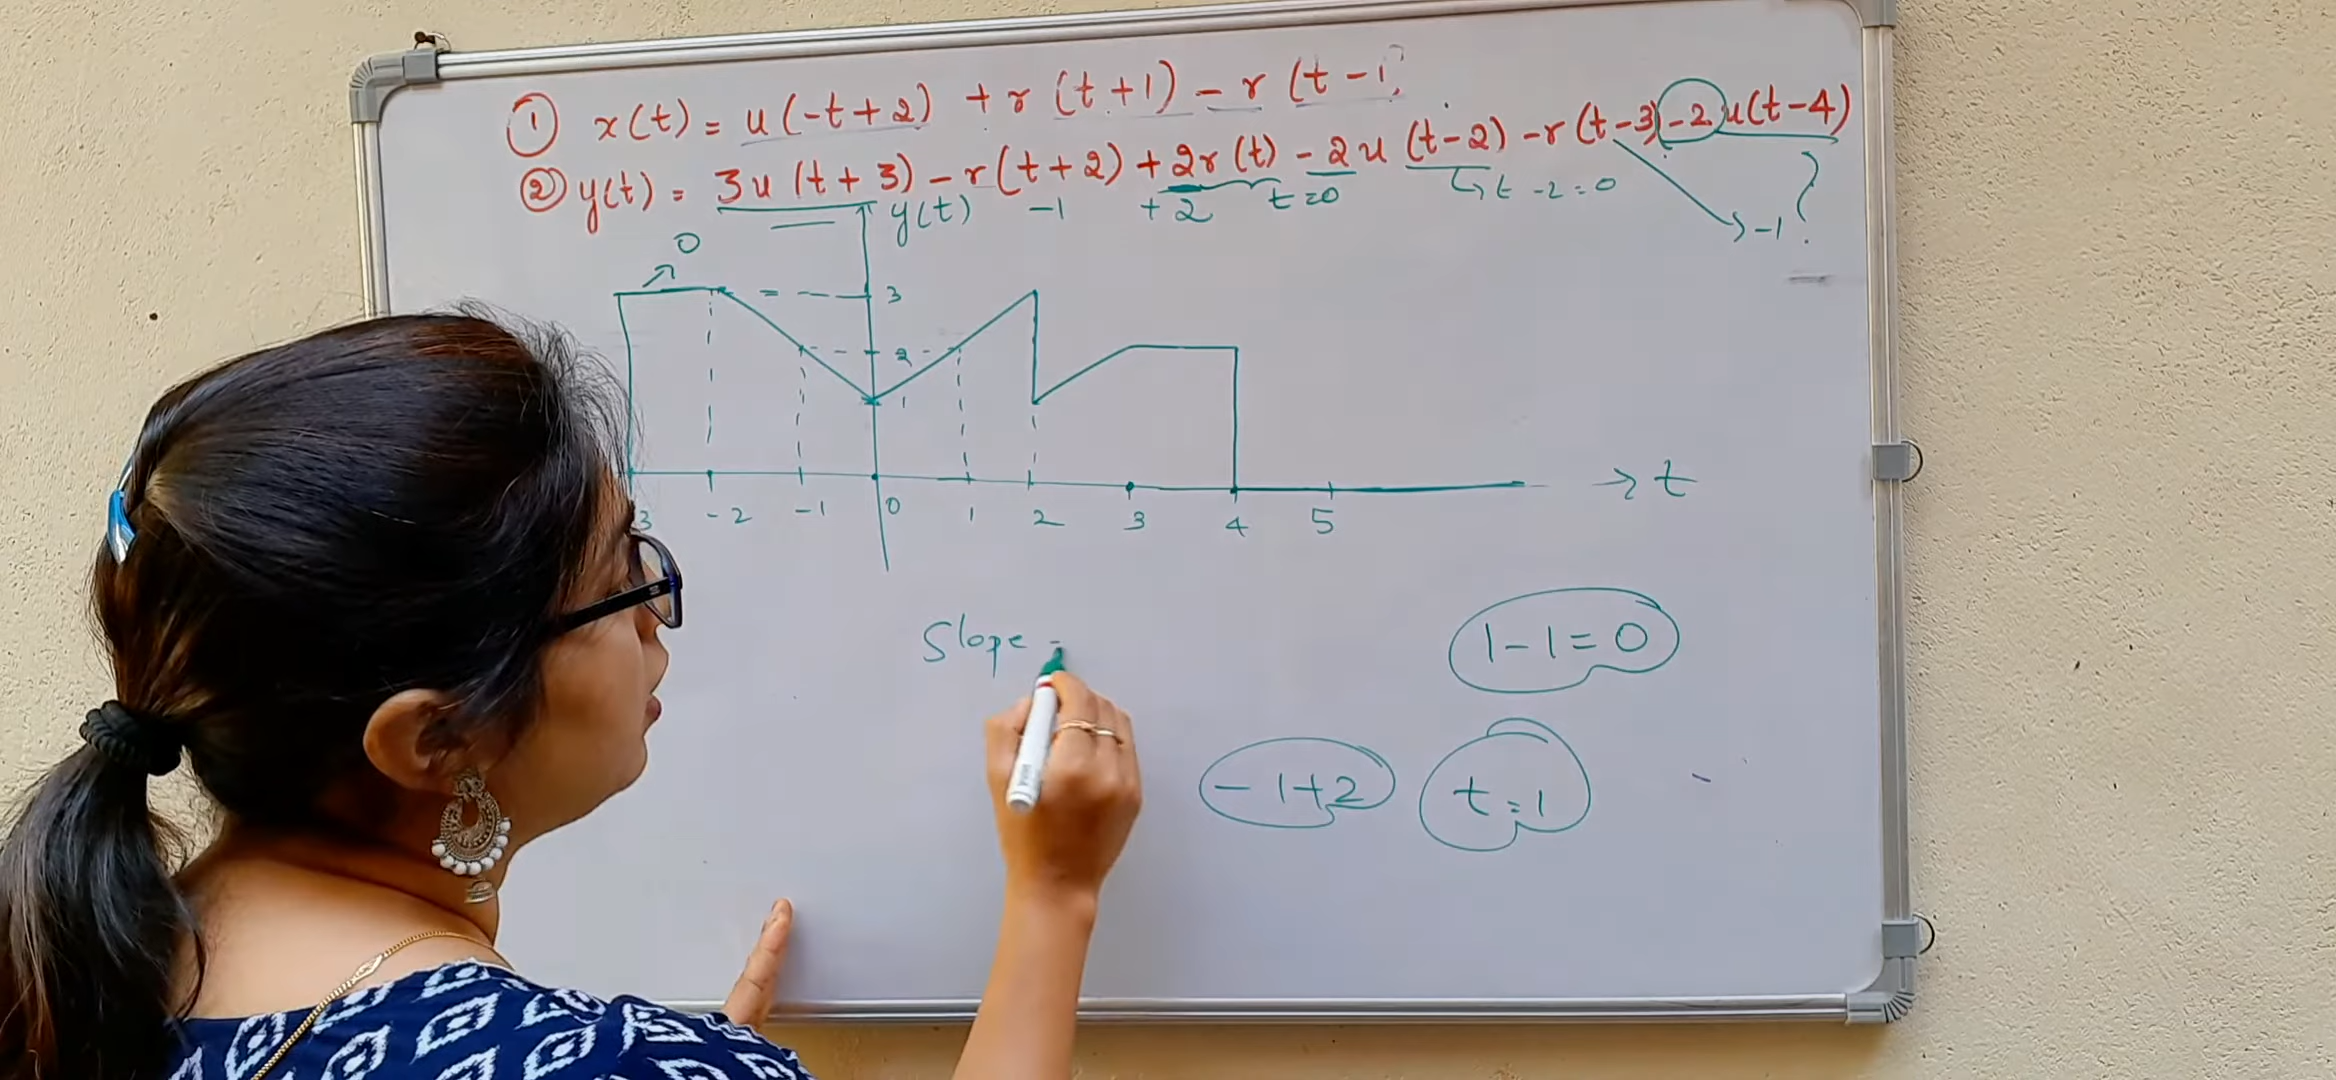 ① x(t) = u(-t+2) + r(t+1) - r(t-1
② y(t) = 3u(t+3) - r(t+2) + 2r(t) - 2u(t-2) - r(t-3) -2u(t-4)
y(t) -1 +2 t=0 ↳t-2=0 → -1 ?
0
3
2
1
→ t
3 -2 -1 0 1 2 3 4 5
Slope =
1-1=0
-1+2 t=1